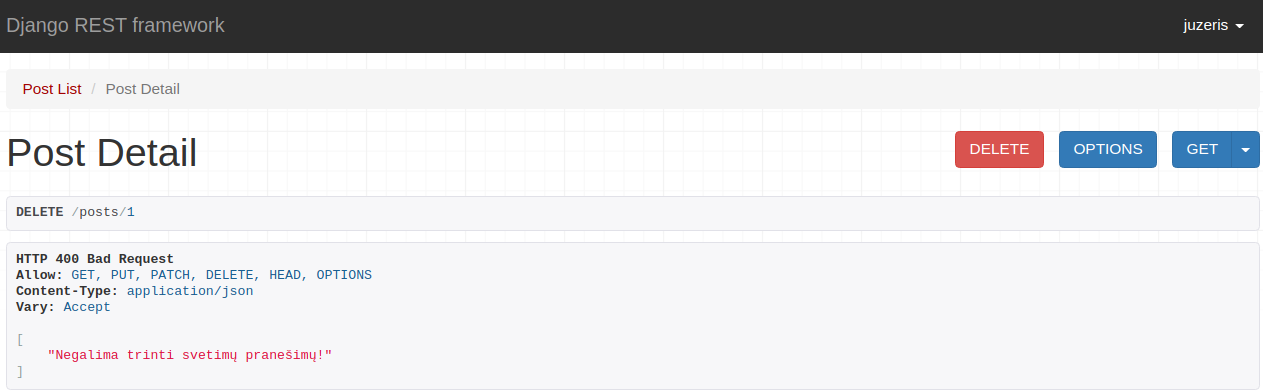 Django REST framework
juzeris
Post List / Post Detail
Post Detail
DELETE
OPTIONS
GET
DELETE /posts/1
HTTP 400 Bad Request
Allow: GET, PUT, PATCH, DELETE, HEAD, OPTIONS
Content-Type: application/json
Vary: Accept
[
    "Negalima trinti svetimų pranešimų!"
]